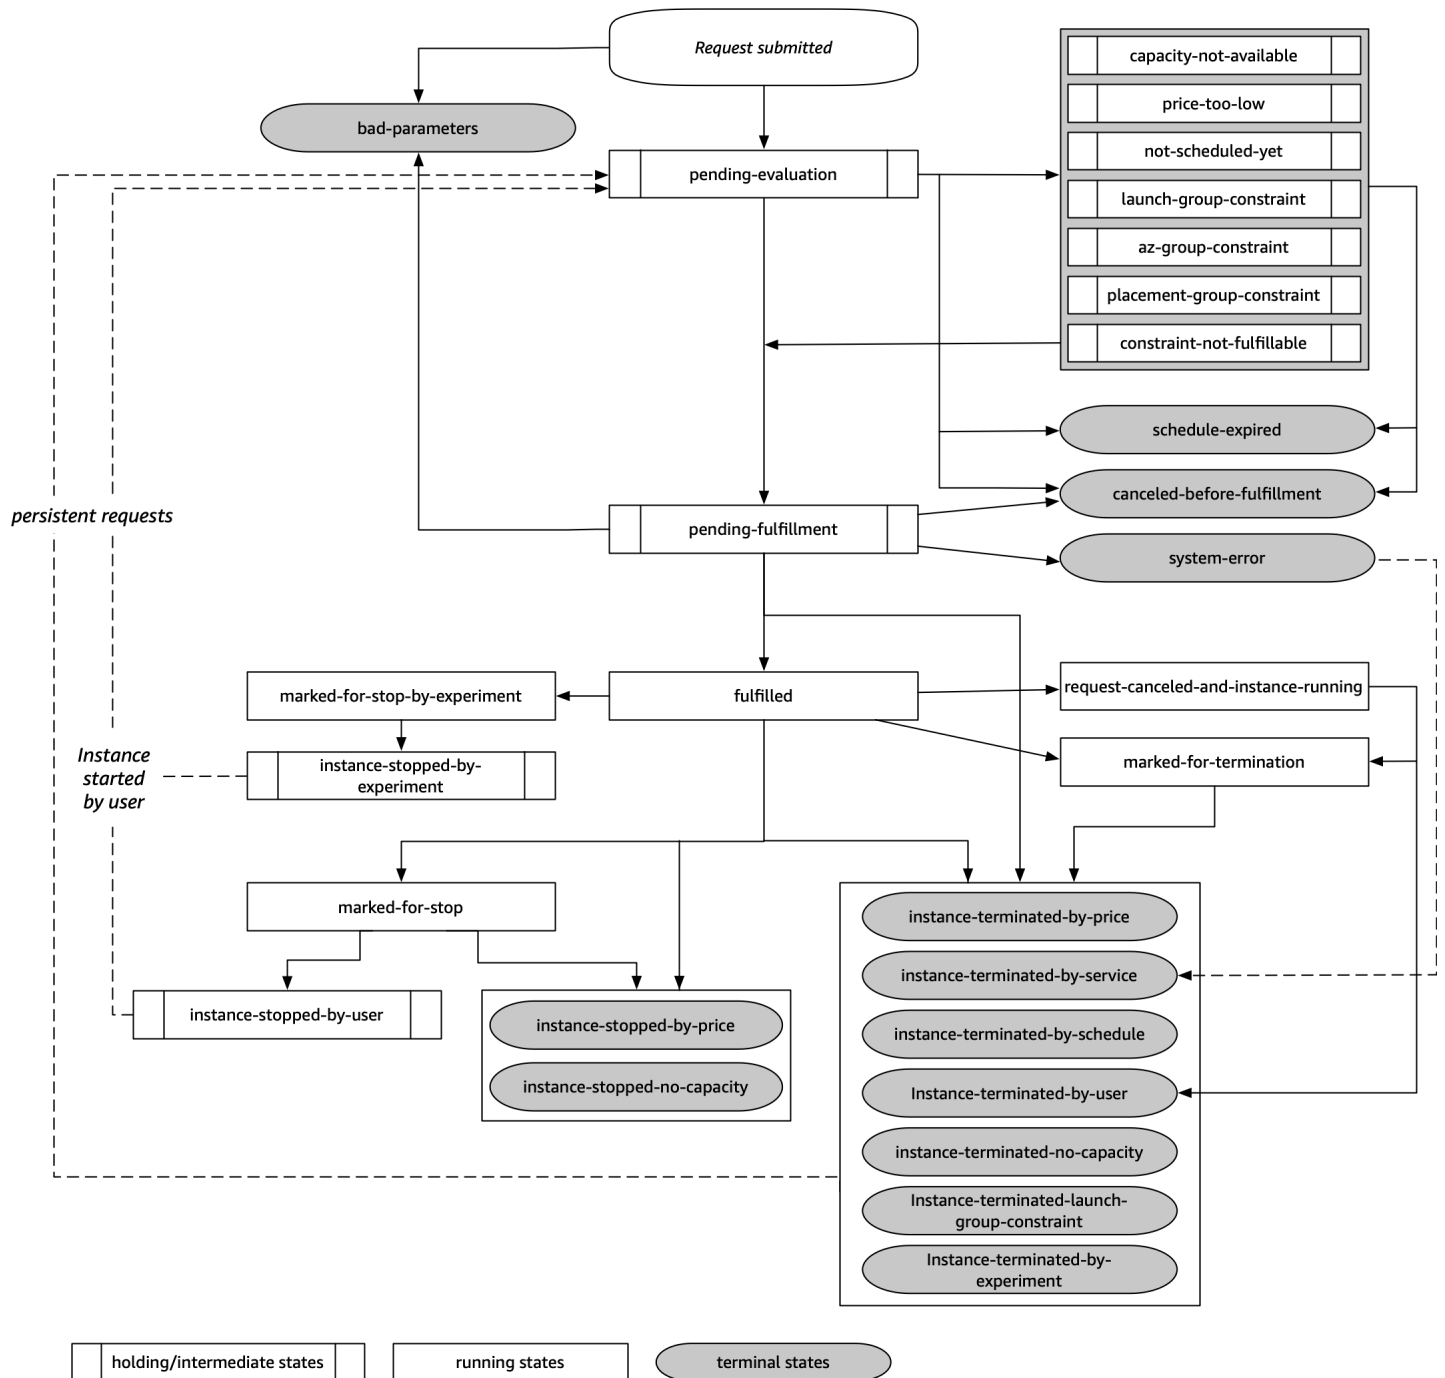 Request submitted
capacity-not-available
price-too-low
bad-parameters
not-scheduled-yet
pending-evaluation
launch-group-constraint
az-group-constraint
placement-group-constraint
constraint-not-fulfillable
schedule-expired
canceled-before-fulfillment
persistent requests
pending-fulfillment
system-error
marked-for-stop-by-experiment
fulfilled
request-canceled-and-instance-running
Instance
started
by user
instance-stopped-by-
experiment
marked-for-termination
marked-for-stop
instance-terminated-by-price
instance-terminated-by-service
instance-stopped-by-user
instance-stopped-by-price
instance-terminated-by-schedule
instance-stopped-no-capacity
Instance-terminated-by-user
instance-terminated-no-capacity
Instance-terminated-launch-
group-constraint
Instance-terminated-by-
experiment
holding/intermediate states
running states
terminal states